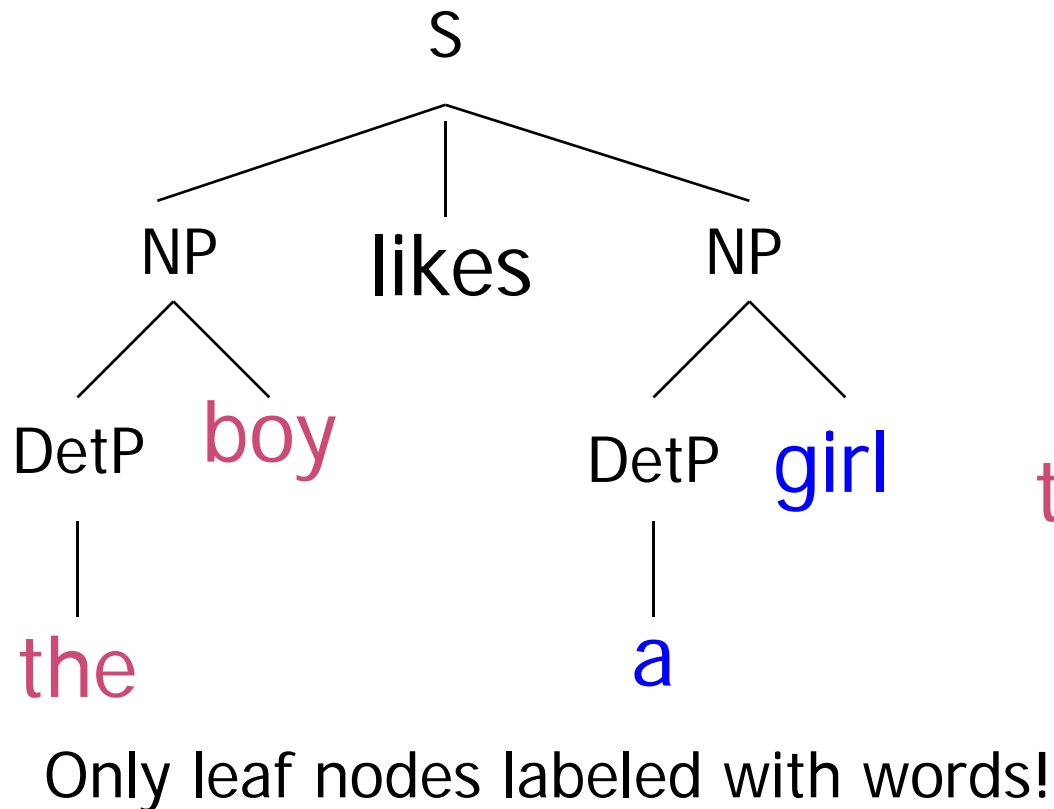 S
NP likes NP
DetP boy DetP girl
the a
Only leaf nodes labeled with words!